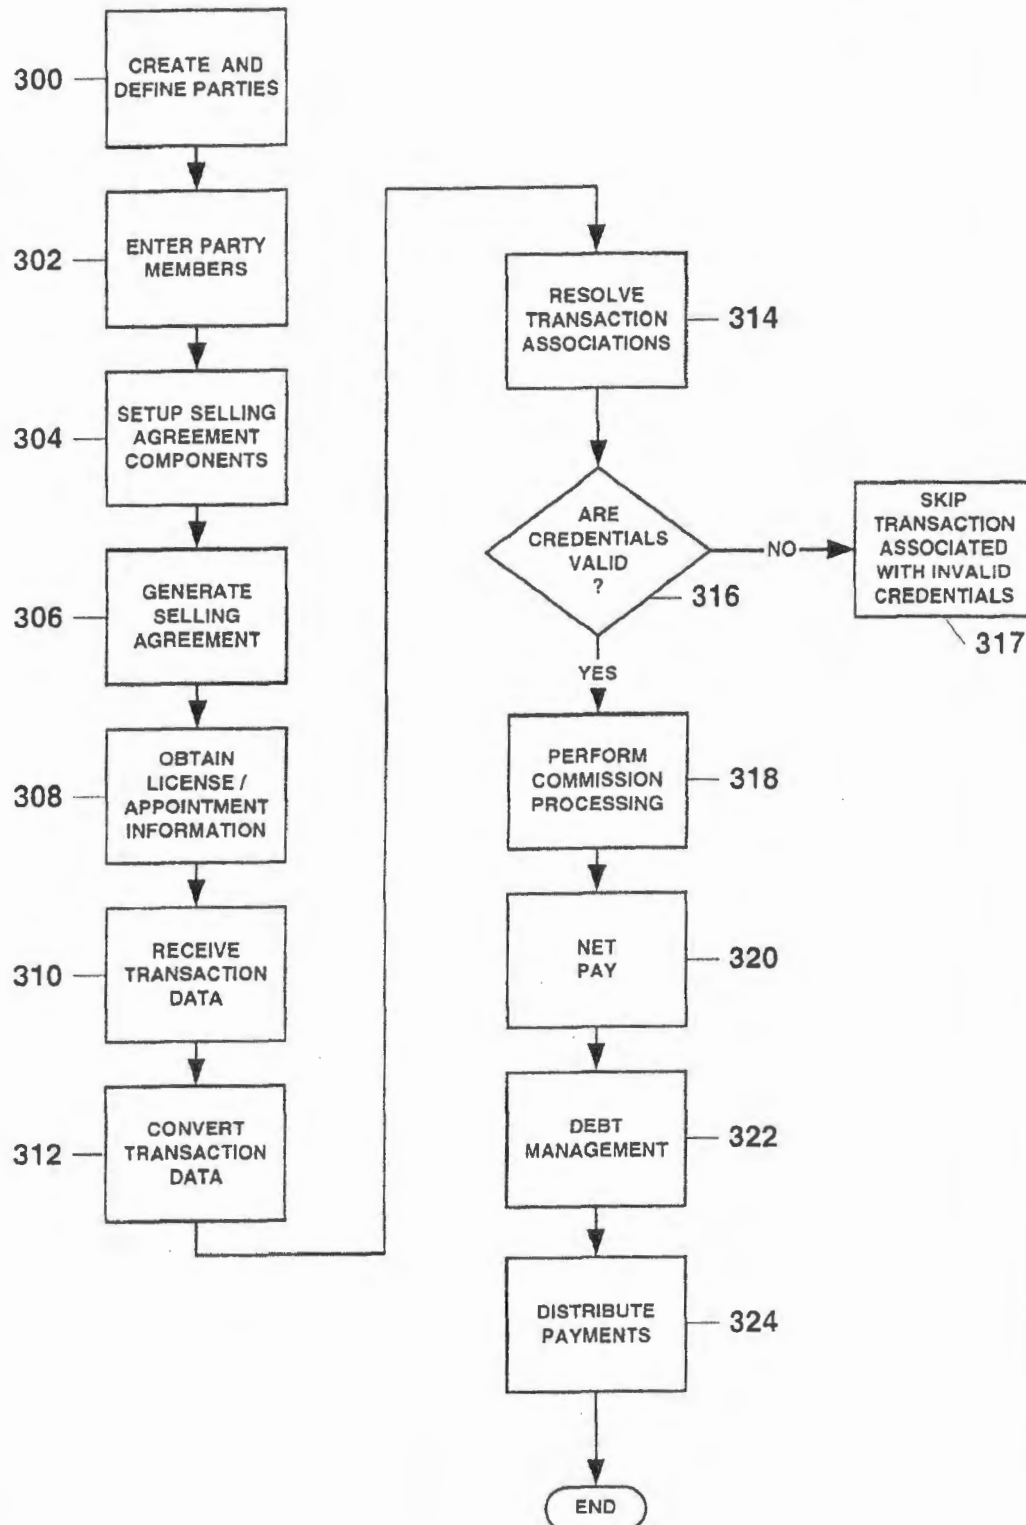 300
CREATE AND
DEFINE PARTIES
302
ENTER PARTY
MEMBERS
304
SETUP SELLING
AGREEMENT
COMPONENTS
306
GENERATE
SELLING
AGREEMENT
308
OBTAIN
LICENSE /
APPOINTMENT
INFORMATION
310
RECEIVE
TRANSACTION
DATA
312
CONVERT
TRANSACTION
DATA
RESOLVE
TRANSACTION
ASSOCIATIONS
314
ARE
CREDENTIALS
VALID
?
316
NO
SKIP
TRANSACTION
ASSOCIATED
WITH INVALID
CREDENTIALS
317
YES
PERFORM
COMMISSION
PROCESSING
318
NET
PAY
320
DEBT
MANAGEMENT
322
DISTRIBUTE
PAYMENTS
324
END